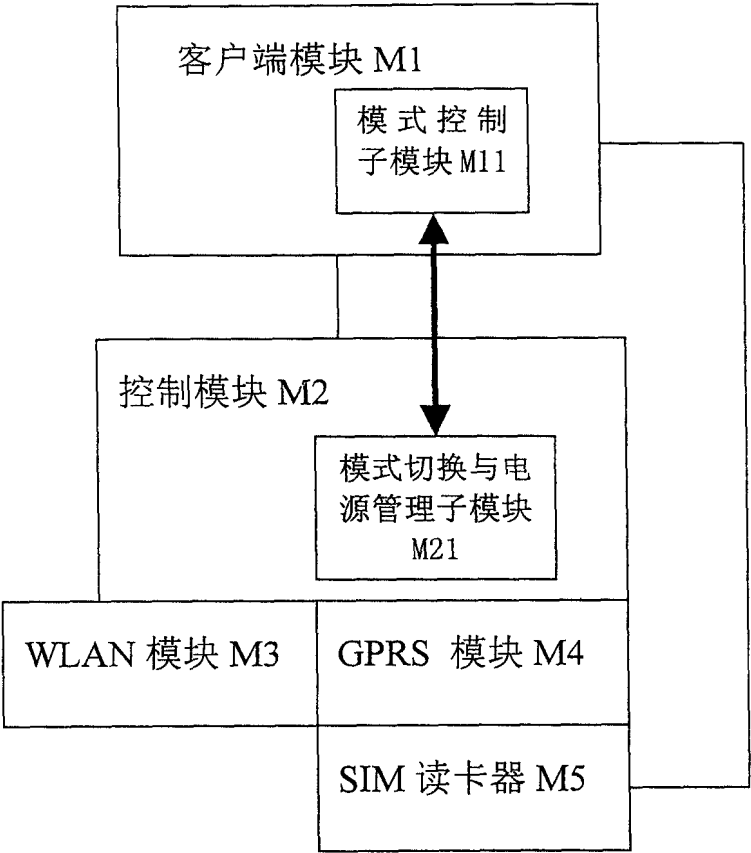 客户端模块 M1
模式控制
子模块 M11
控制模块 M2
模式切换与电
源管理子模块
M21
WLAN 模块 M3
GPRS 模块 M4
SIM 读卡器 M5